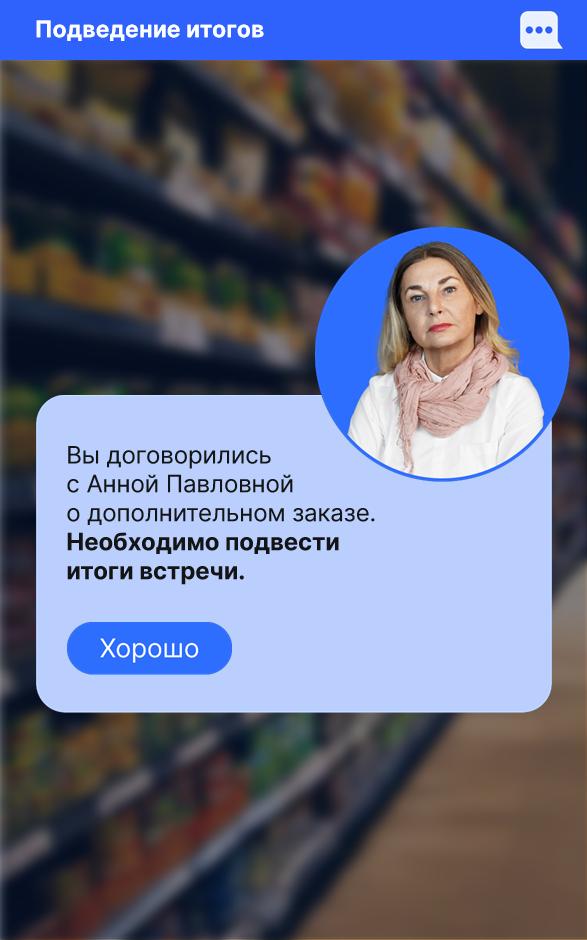 Подведение итогов
Вы договорились
с Анной Павловной
о дополнительном заказе.
Необходимо подвести
итоги встречи.
Хорошо